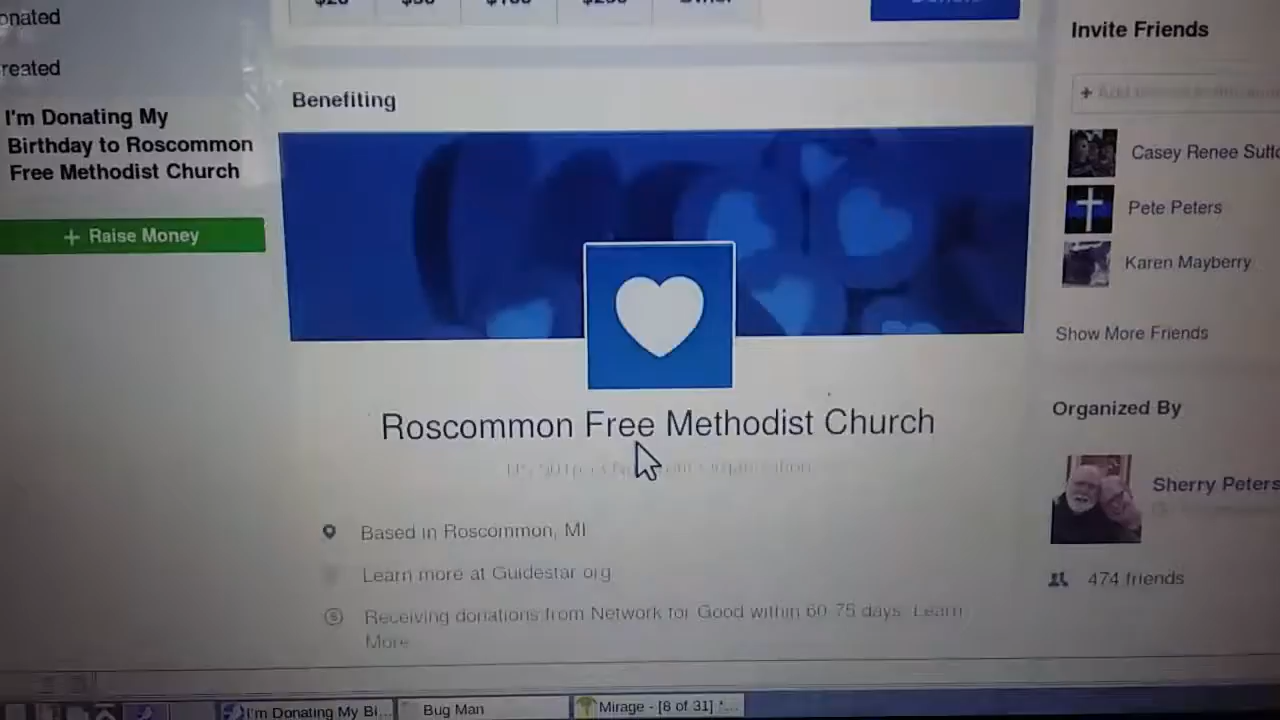 onated
reated
I'm Donating My
Birthday to Roscommon
Free Methodist Church
+ Raise Money
Benefiting
Roscommon Free Methodist Church
Based in Roscommon, MI
Learn more at Guidestar org
Receiving donations from Network for Good within 60-75 days. Learn
More
Invite Friends
Casey Renee Sutto
Pete Peters
Karen Mayberry
Show More Friends
Organized By
Sherry Peters
474 friends
I'm Donating My Bi...
Bug Man
Mirage - [8 of 31] *...